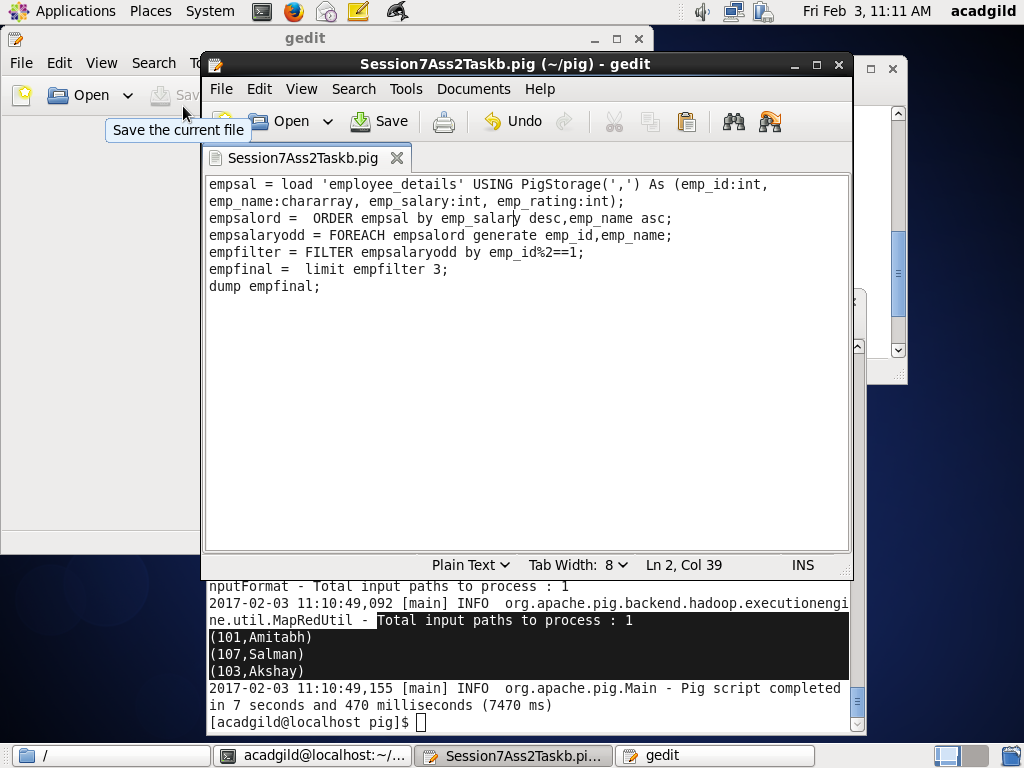 Applications Places System Fri Feb 3, 11:11 AM acadgild
gedit
File Edit View Search
Open Sav
Save the current file
Session7Ass2Taskb.pig (~/pig) - gedit
File Edit View Search Tools Documents Help
Open Save Undo
Session7Ass2Taskb.pig
empsal = load 'employee_details' USING PigStorage(',') As (emp_id:int,
emp_name:chararray, emp_salary:int, emp_rating:int);
empsalord =  ORDER empsal by emp_salary desc,emp_name asc;
empsalaryodd = FOREACH empsalord generate emp_id,emp_name;
empfilter = FILTER empsalaryodd by emp_id%2==1;
empfinal =  limit empfilter 3;
dump empfinal;
Plain Text Tab Width: 8 Ln 2, Col 39 INS
nputFormat - Total input paths to process : 1
2017-02-03 11:10:49,092 [main] INFO  org.apache.pig.backend.hadoop.executionengi
ne.util.MapRedUtil - Total input paths to process : 1
(101,Amitabh)
(107,Salman)
(103,Akshay)
2017-02-03 11:10:49,155 [main] INFO  org.apache.pig.Main - Pig script completed
in 7 seconds and 470 milliseconds (7470 ms)
[acadgild@localhost pig]$
/ acadgild@localhost:~/... Session7Ass2Taskb.pi... gedit